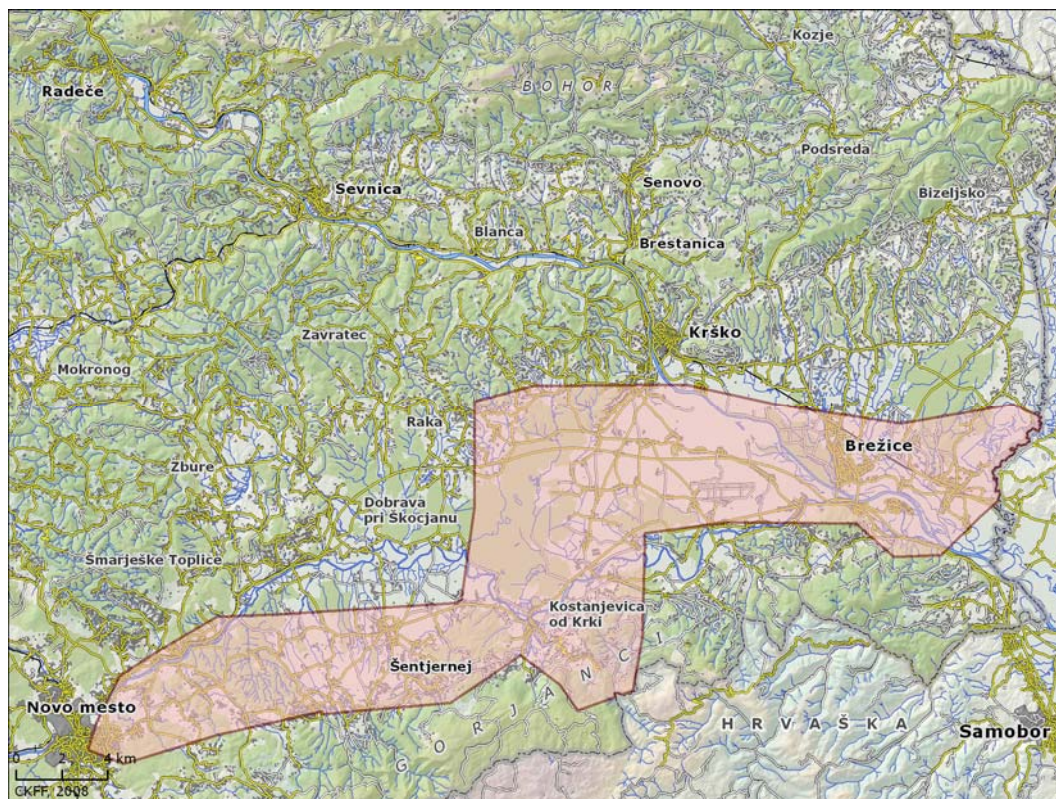 Kozje
Radeče
BOHOR
Podsreda
Senovo
Sevnica
Bizeljsko
Blanca
Brestanica
Krško
Zavratec
Mokronog
Raka
Brežice
Zbure
Dobrava
pri Škocjanu
Šmarješke Toplice
Kostanjevica
od Krki
Šentjernej
GORJANCI
Novo mesto
HRVAŠKA
Samobor
0 2 4 km
CKFF, 2008